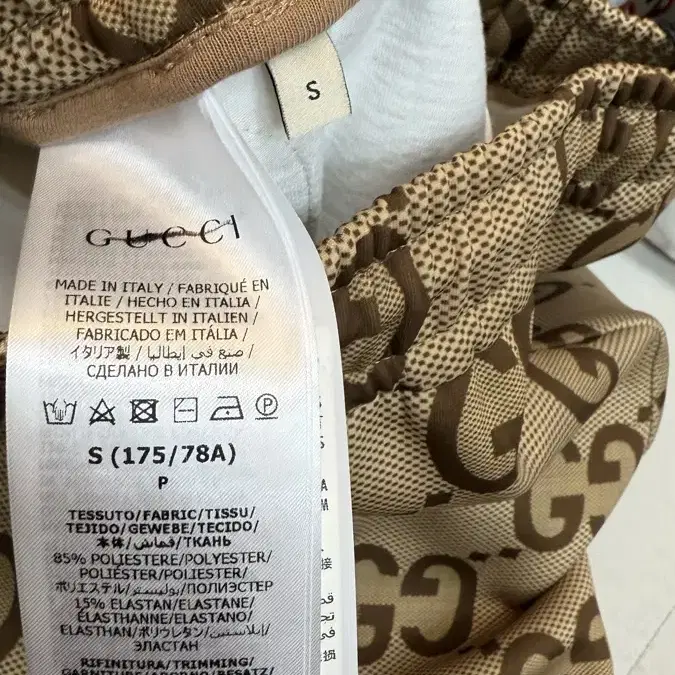 S
GUCCI
MADE IN ITALY / FABRIQUÉ EN
ITALIE / HECHO EN ITALIA /
HERGESTELLT IN ITALIEN /
FABRICADO EM ITÁLIA /
イタリア製 / صنع في إيطاليا /
СДЕЛАНО В ИТАЛИИ
P
S (175/78A)
P
TESSUTO/FABRIC/TISSU/
TEJIDO/GEWEBE/TECIDO/
本体/قماش/ТКАНЬ
85% POLIESTERE/POLYESTER/
POLIÉSTER/POLYESTER/
ポリエステル/بوليستر/ПОЛИЭСТЕР
15% ELASTAN/ELASTANE/
ÉLASTHANNE/ELASTANO/
ELASTHAN/ポリウレタン/إيلاستين/
ЭЛАСТАН
RIFINITURA/TRIMMING/
GARNITURE/ADORNO/BESATZ/